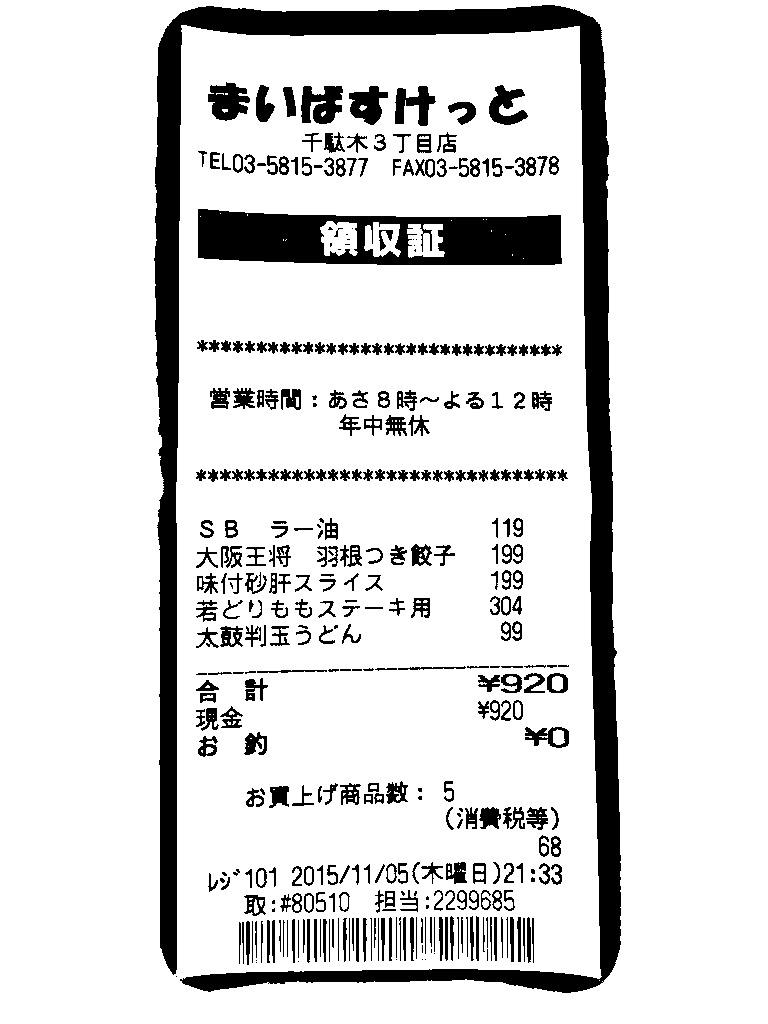 まいばすけっと
千駄木3丁目店
TEL03-5815-3877 FAX03-5815-3878
領収証
*******************************
営業時間:あさ8時~よる12時
年中無休
*******************************
SB ラー油 119
大阪王将 羽根つき餃子 199
味付砂肝スライス 199
若どりももステーキ用 304
太鼓判玉うどん 99
合 計 ¥920
現金 ¥920
お 釣 ¥0
お買上げ商品数: 5
(消費税等)
68
レジ101 2015/11/05(木曜日)21:33
取:#80510 担当:2299685